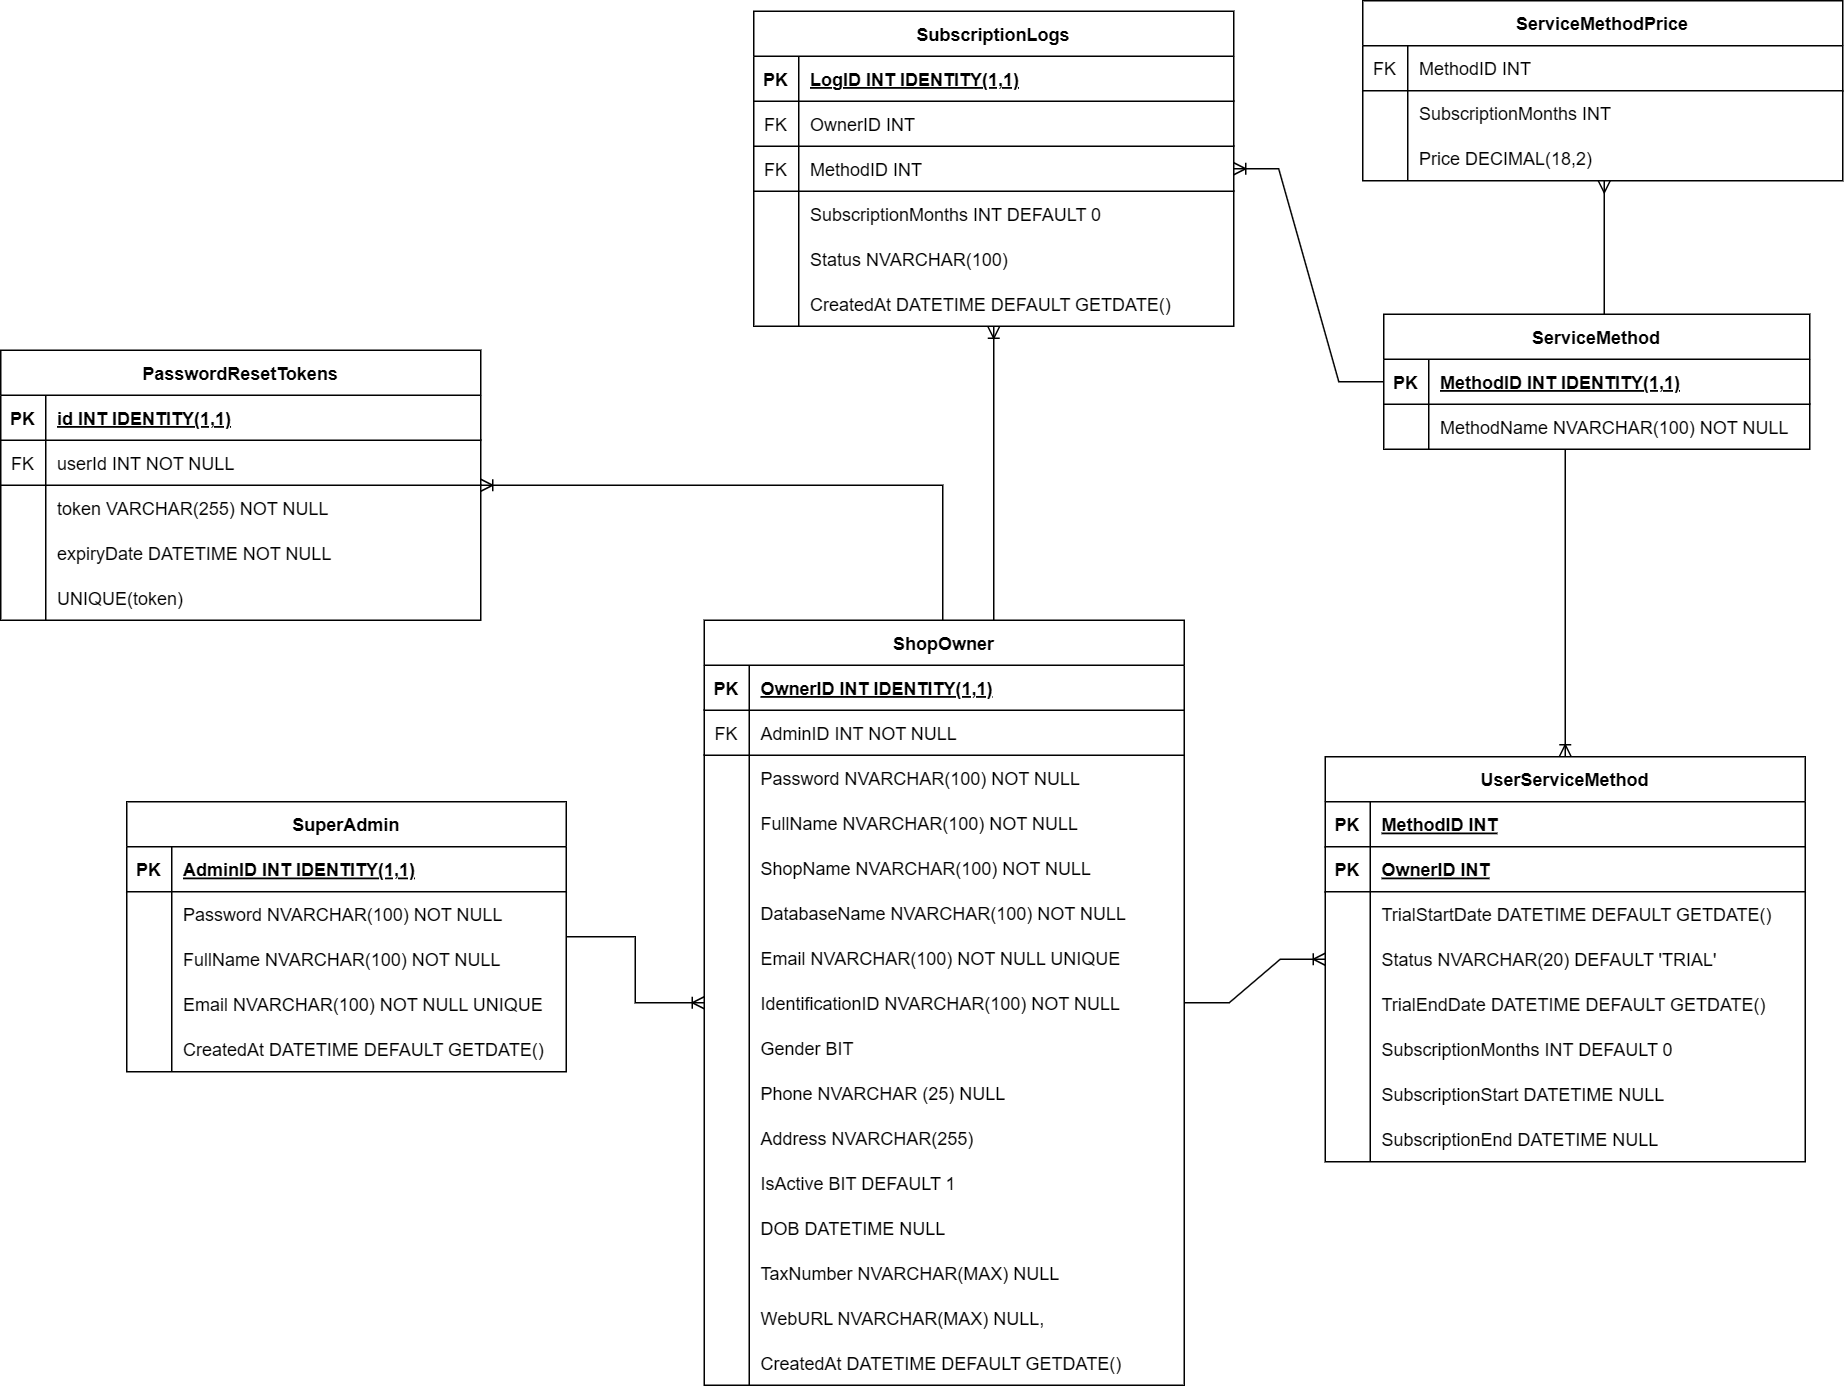 SubscriptionLogs
PK LogID INT IDENTITY(1,1)
FK OwnerID INT
FK MethodID INT
SubscriptionMonths INT DEFAULT 0
Status NVARCHAR(100)
CreatedAt DATETIME DEFAULT GETDATE()
ServiceMethodPrice
FK MethodID INT
SubscriptionMonths INT
Price DECIMAL(18,2)
ServiceMethod
PK MethodID INT IDENTITY(1,1)
MethodName NVARCHAR(100) NOT NULL
PasswordResetTokens
PK id INT IDENTITY(1,1)
FK userId INT NOT NULL
token VARCHAR(255) NOT NULL
expiryDate DATETIME NOT NULL
UNIQUE(token)
ShopOwner
PK OwnerID INT IDENTITY(1,1)
FK AdminID INT NOT NULL
Password NVARCHAR(100) NOT NULL
FullName NVARCHAR(100) NOT NULL
ShopName NVARCHAR(100) NOT NULL
DatabaseName NVARCHAR(100) NOT NULL
Email NVARCHAR(100) NOT NULL UNIQUE
IdentificationID NVARCHAR(100) NOT NULL
Gender BIT
Phone NVARCHAR (25) NULL
Address NVARCHAR(255)
IsActive BIT DEFAULT 1
DOB DATETIME NULL
TaxNumber NVARCHAR(MAX) NULL
WebURL NVARCHAR(MAX) NULL,
CreatedAt DATETIME DEFAULT GETDATE()
SuperAdmin
PK AdminID INT IDENTITY(1,1)
Password NVARCHAR(100) NOT NULL
FullName NVARCHAR(100) NOT NULL
Email NVARCHAR(100) NOT NULL UNIQUE
CreatedAt DATETIME DEFAULT GETDATE()
UserServiceMethod
PK MethodID INT
PK OwnerID INT
TrialStartDate DATETIME DEFAULT GETDATE()
Status NVARCHAR(20) DEFAULT 'TRIAL'
TrialEndDate DATETIME DEFAULT GETDATE()
SubscriptionMonths INT DEFAULT 0
SubscriptionStart DATETIME NULL
SubscriptionEnd DATETIME NULL